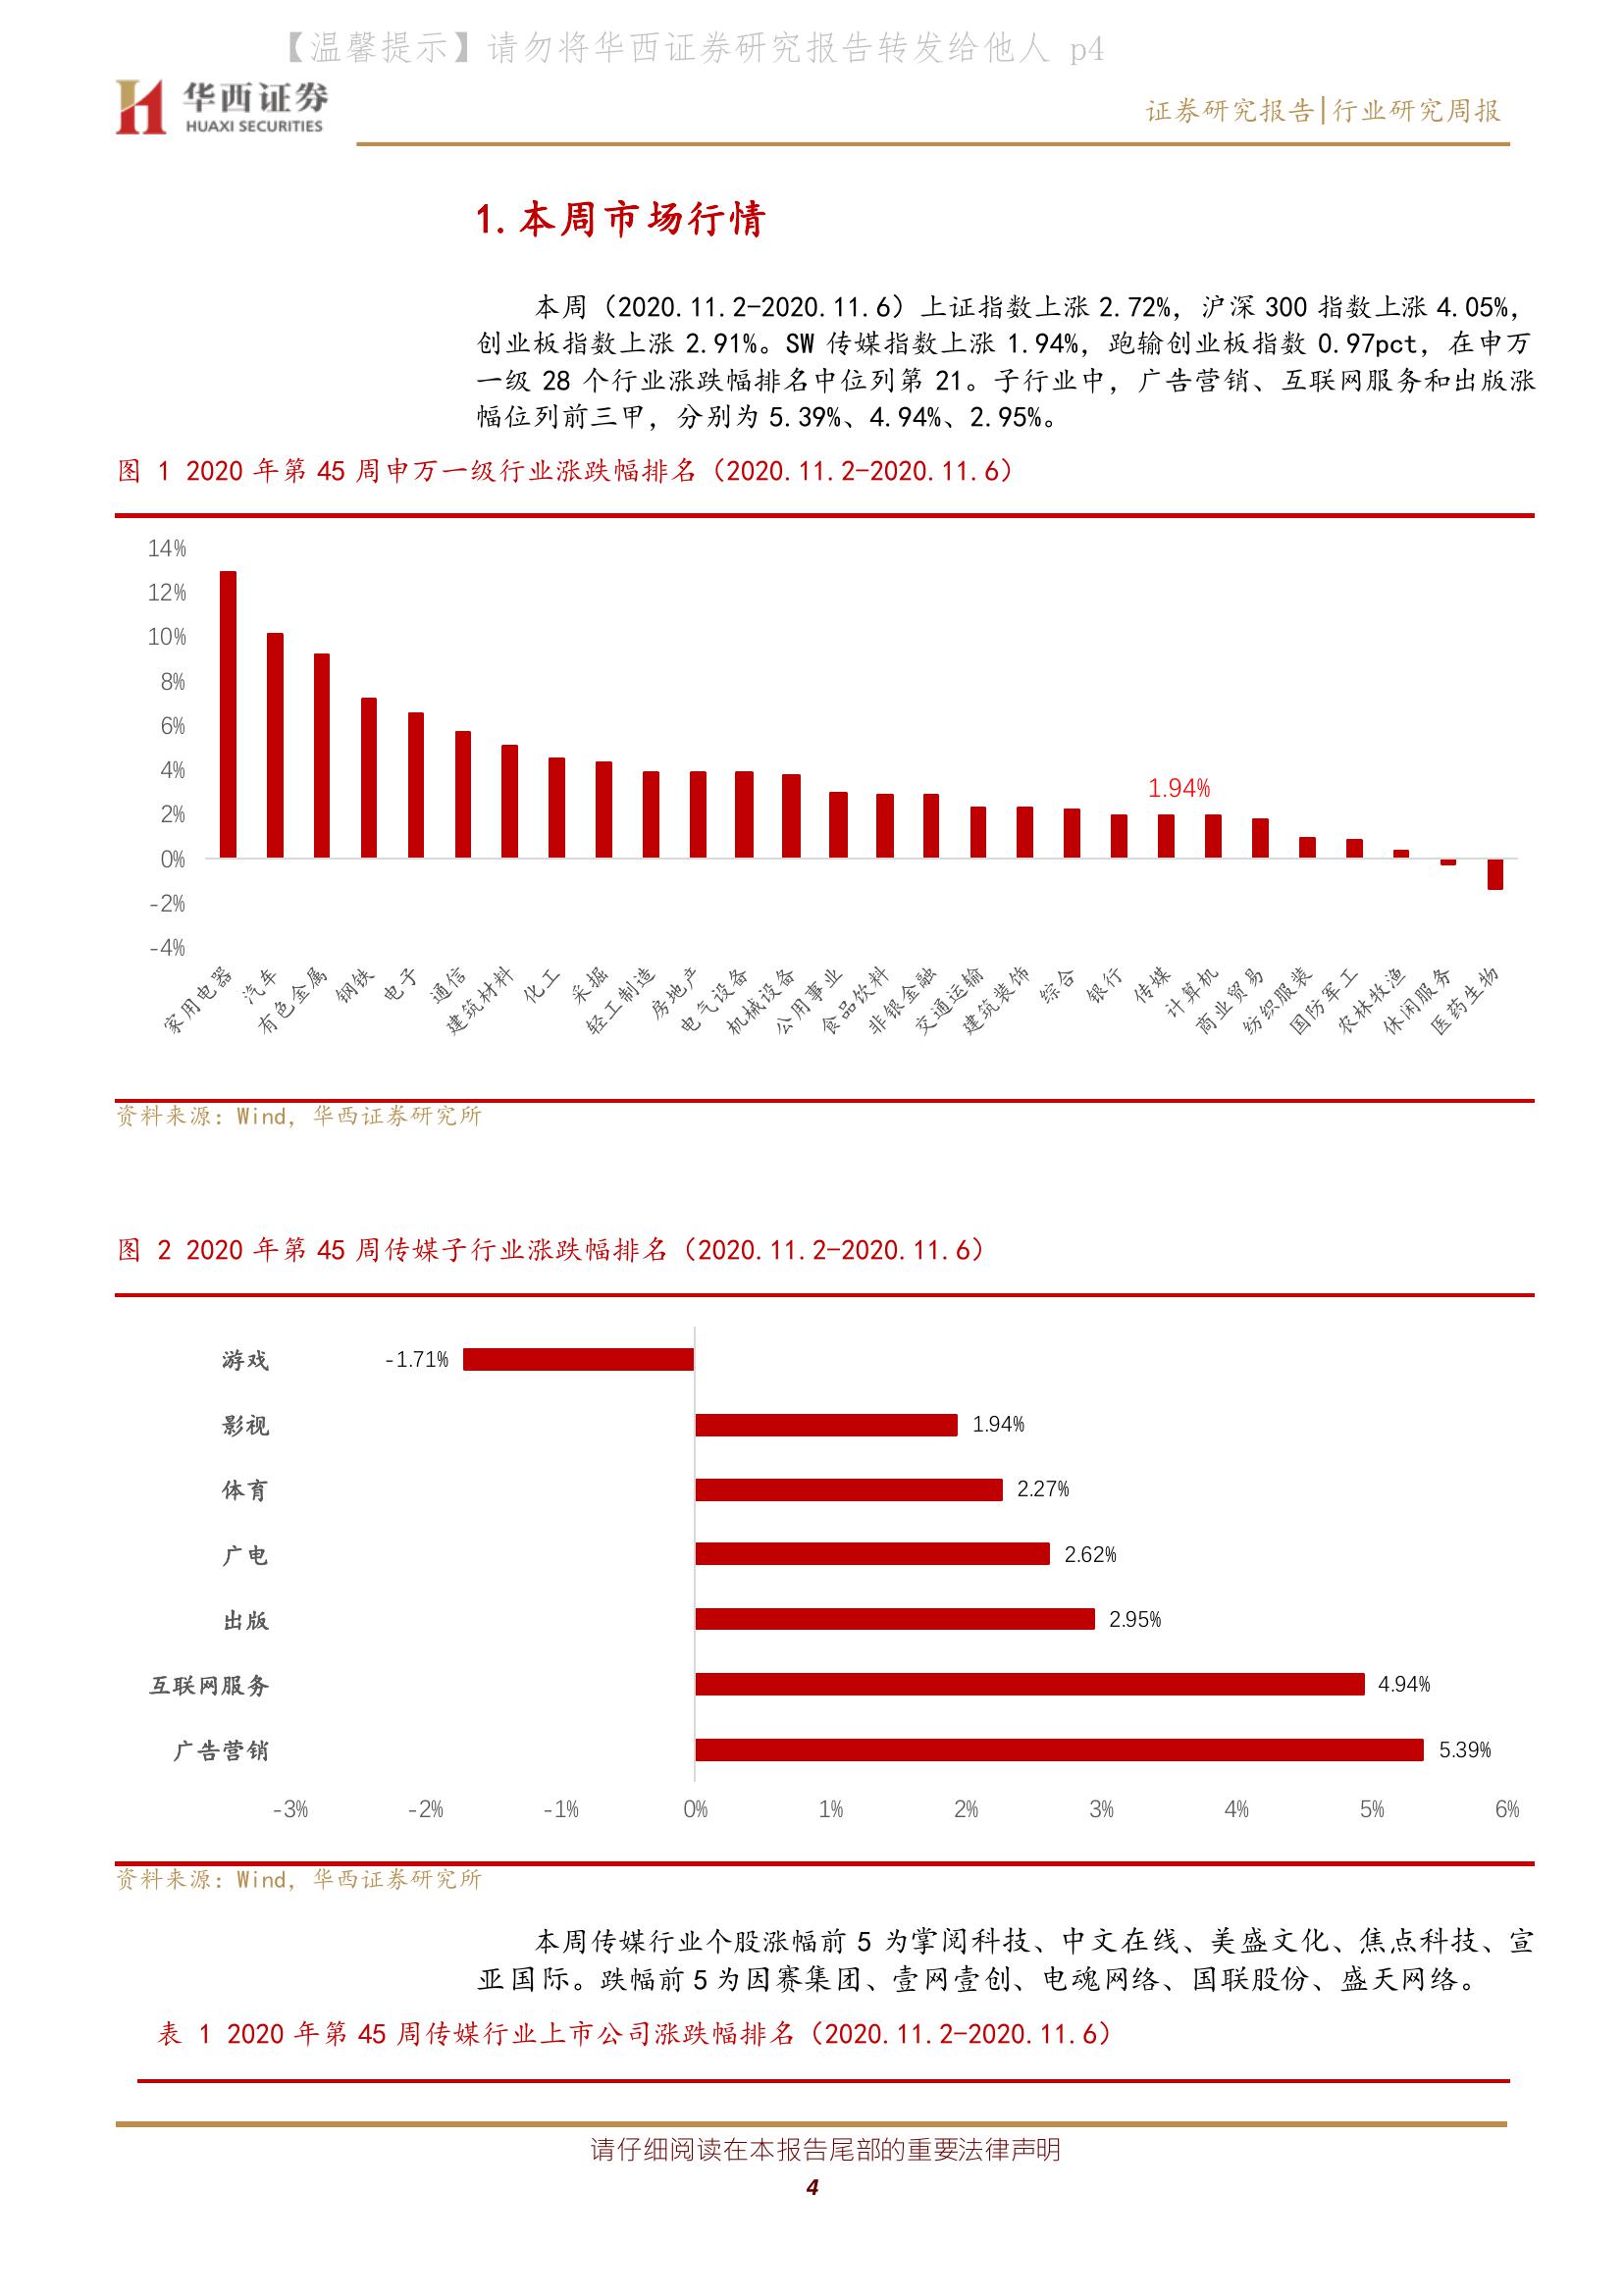 【温馨提示】请勿将华西证券研究报告转发给他人 p4
华西证券
HUAXI SECURITIES
证券研究报告|行业研究周报
1.本周市场行情
本周（2020.11.2-2020.11.6）上证指数上涨 2.72%，沪深 300 指数上涨 4.05%，
创业板指数上涨 2.91%。SW 传媒指数上涨 1.94%，跑输创业板指数 0.97pct，在申万
一级 28 个行业涨跌幅排名中位列第 21。子行业中，广告营销、互联网服务和出版涨
幅位列前三甲，分别为 5.39%、4.94%、2.95%。
图 1 2020 年第 45 周申万一级行业涨跌幅排名（2020.11.2-2020.11.6）
14%
12%
10%
8%
6%
4%
2%
0%
-2%
-4%
1.94%
家用电器
汽车
有色金属
钢铁
电子
通信
建筑材料
化工
采掘
轻工制造
房地产
电气设备
机械设备
公用事业
食品饮料
非银金融
交通运输
建筑装饰
综合
银行
传媒
计算机
商业贸易
纺织服装
国防军工
农林牧渔
休闲服务
医药生物
资料来源：Wind，华西证券研究所
图 2 2020 年第 45 周传媒子行业涨跌幅排名（2020.11.2-2020.11.6）
游戏 -1.71%
影视 1.94%
体育 2.27%
广电 2.62%
出版 2.95%
互联网服务 4.94%
广告营销 5.39%
-3% -2% -1% 0% 1% 2% 3% 4% 5% 6%
资料来源：Wind，华西证券研究所
本周传媒行业个股涨幅前 5 为掌阅科技、中文在线、美盛文化、焦点科技、宣
亚国际。跌幅前 5 为因赛集团、壹网壹创、电魂网络、国联股份、盛天网络。
表 1 2020 年第 45 周传媒行业上市公司涨跌幅排名（2020.11.2-2020.11.6）
请仔细阅读在本报告尾部的重要法律声明
4